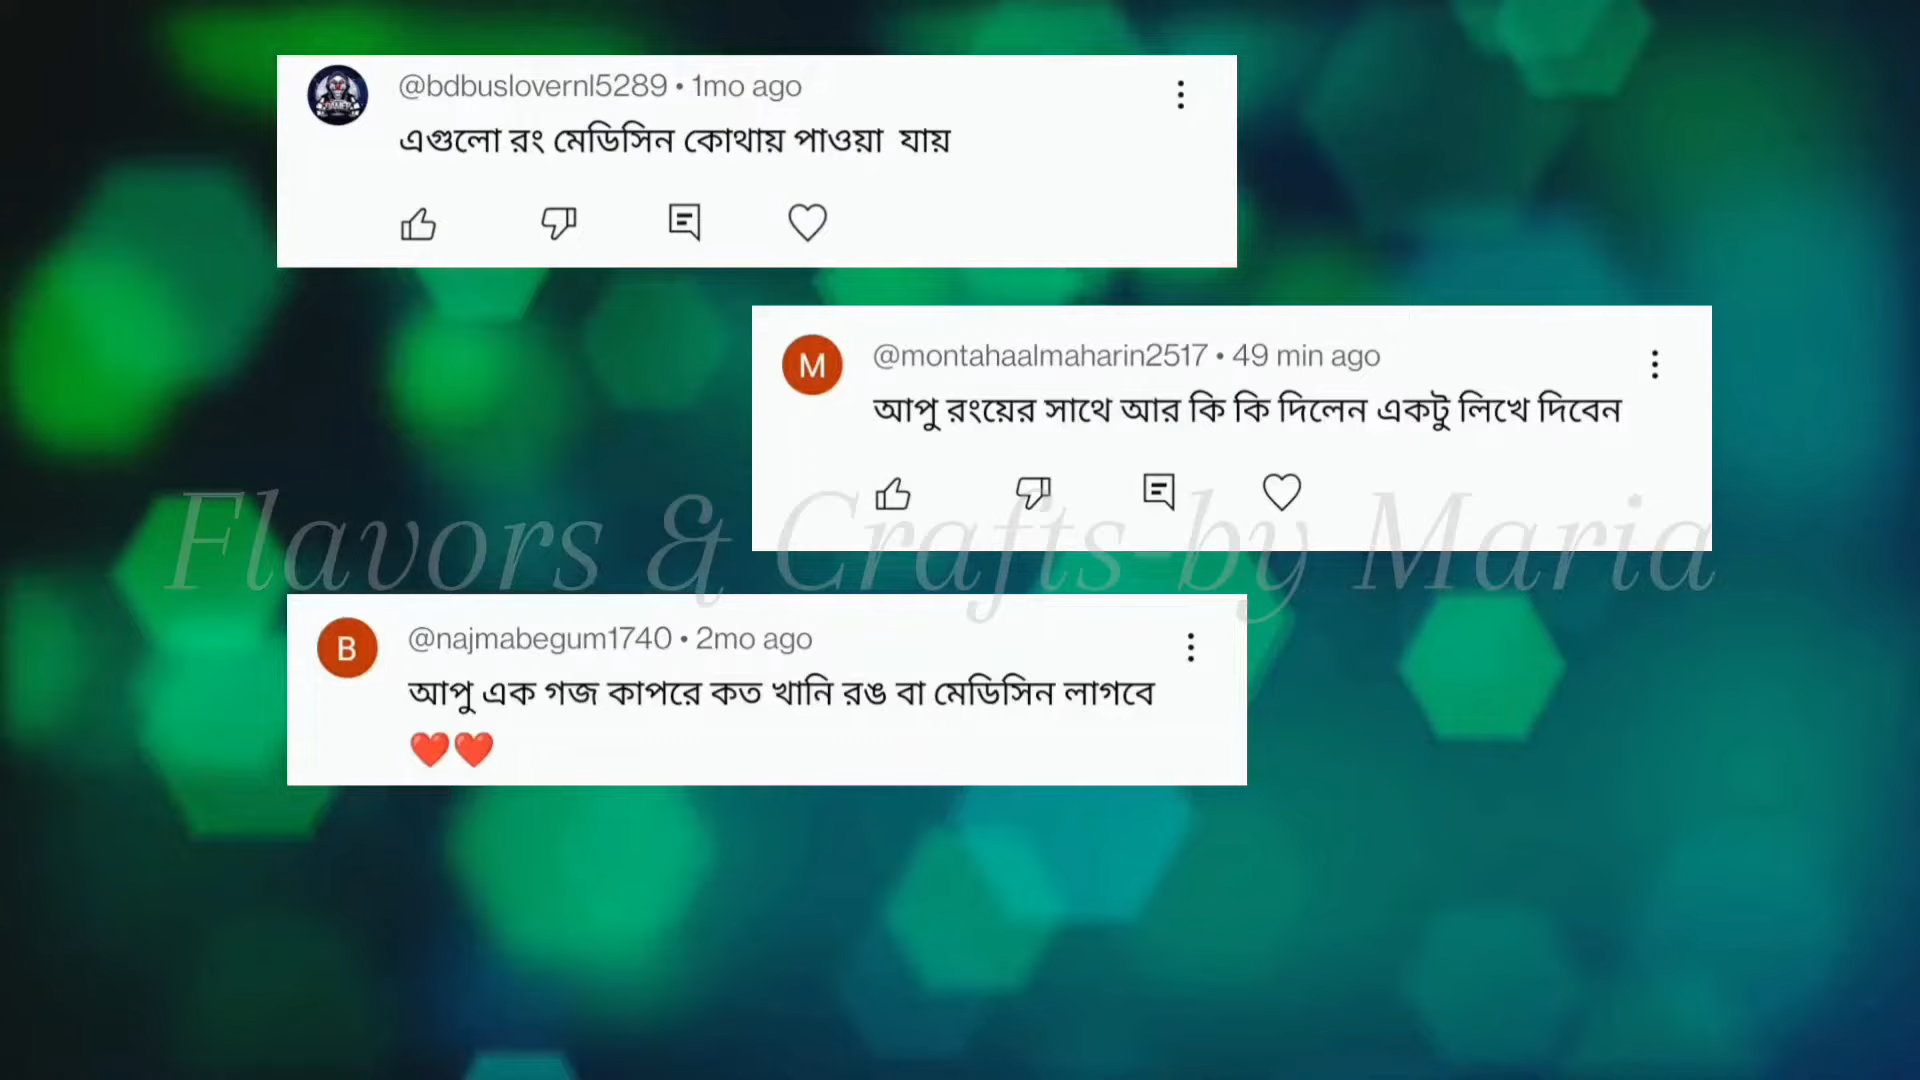 @bdbuslovernl5289 • 1mo ago
এগুলো রং মেডিসিন কোথায় পাওয়া যায়
@montahaalmaharin2517 • 49 min ago
আপু রংয়ের সাথে আর কি কি দিলেন একটু লিখে দিবেন
Flavors & Crafts-by Maria
@najmabegum1740 • 2mo ago
আপু এক গজ কাপরে কত খানি রঙ বা মেডিসিন লাগবে
❤️❤️
M
B